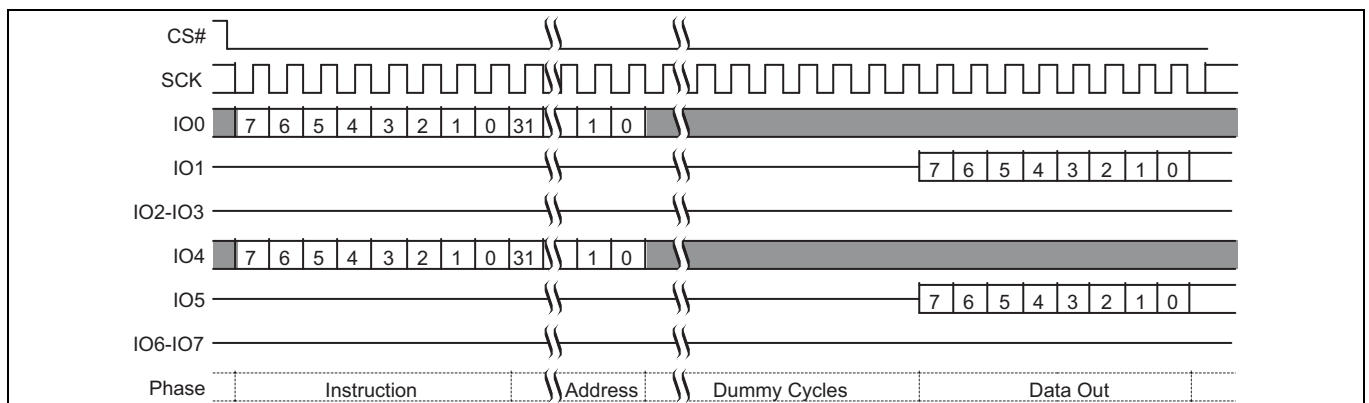 CS#
SCK
IO0 7 6 5 4 3 2 1 0 31 1 0
IO1 7 6 5 4 3 2 1 0
IO2-IO3
IO4 7 6 5 4 3 2 1 0 31 1 0
IO5 7 6 5 4 3 2 1 0
IO6-IO7
Phase Instruction Address Dummy Cycles Data Out